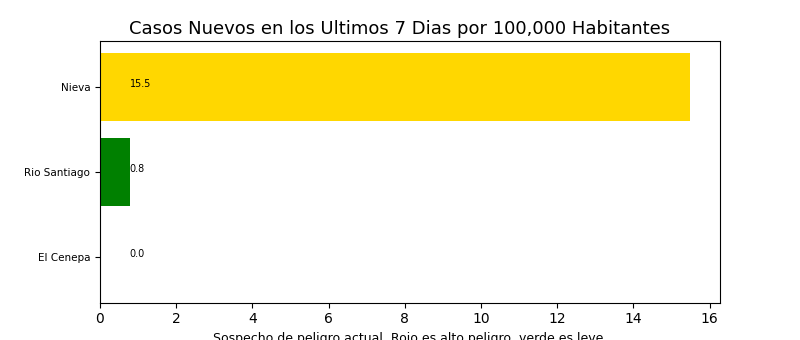 Casos Nuevos en los Ultimos 7 Dias por 100,000 Habitantes
Nieva
15.5
Rio Santiago
0.8
El Cenepa
0.0
0 2 4 6 8 10 12 14 16
Sospecho de peligro actual. Rojo es alto peligro, verde es leve